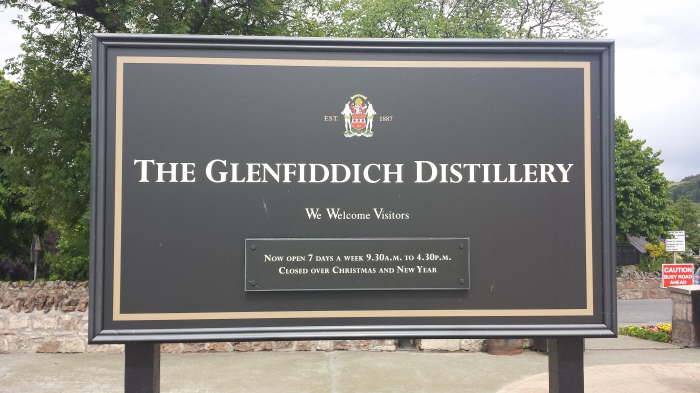 EST. 1887
THE GLENFIDDICH DISTILLERY
We Welcome Visitors
NOW OPEN 7 DAYS A WEEK 9.30A.M. TO 4.30P.M.
CLOSED OVER CHRISTMAS AND NEW YEAR
CAUTION
BUSY ROAD
AHEAD